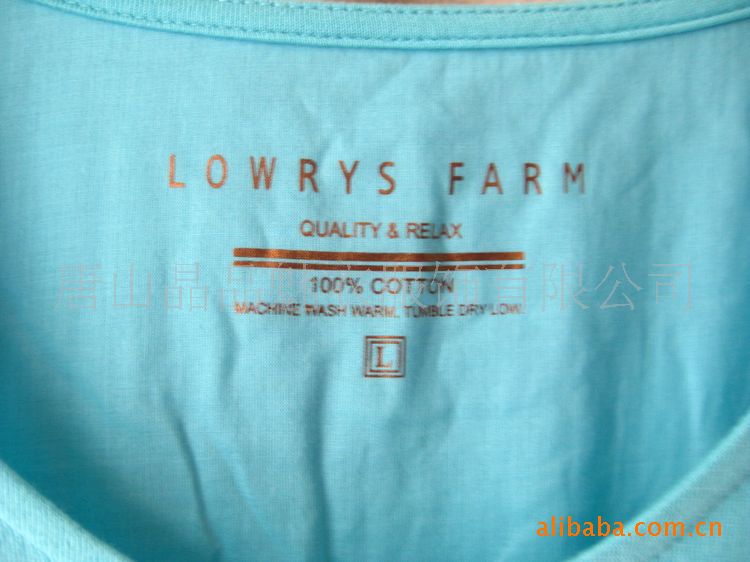 LOWRYS FARM
QUALITY & RELAX
100% COTTON
MACHINE WASH WARM. TUMBLE DRY LOW.
L
alibaba.com.cn